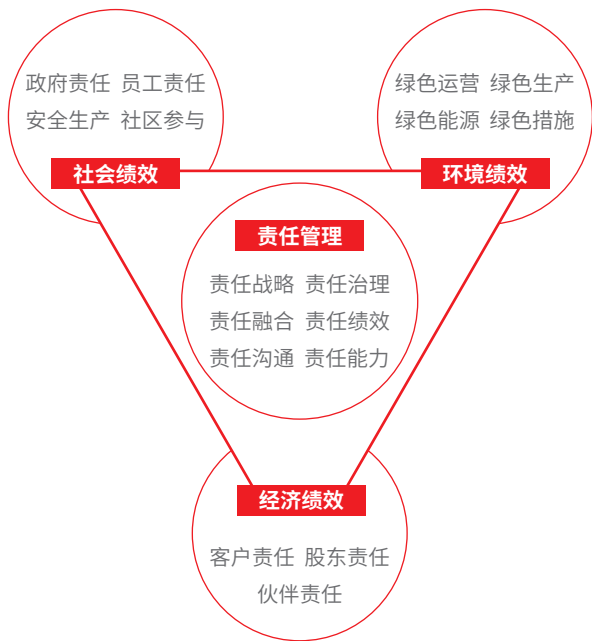 政府责任 员工责任
安全生产 社区参与
社会绩效
绿色运营 绿色生产
绿色能源 绿色措施
环境绩效
责任管理
责任战略 责任治理
责任融合 责任绩效
责任沟通 责任能力
经济绩效
客户责任 股东责任
伙伴责任